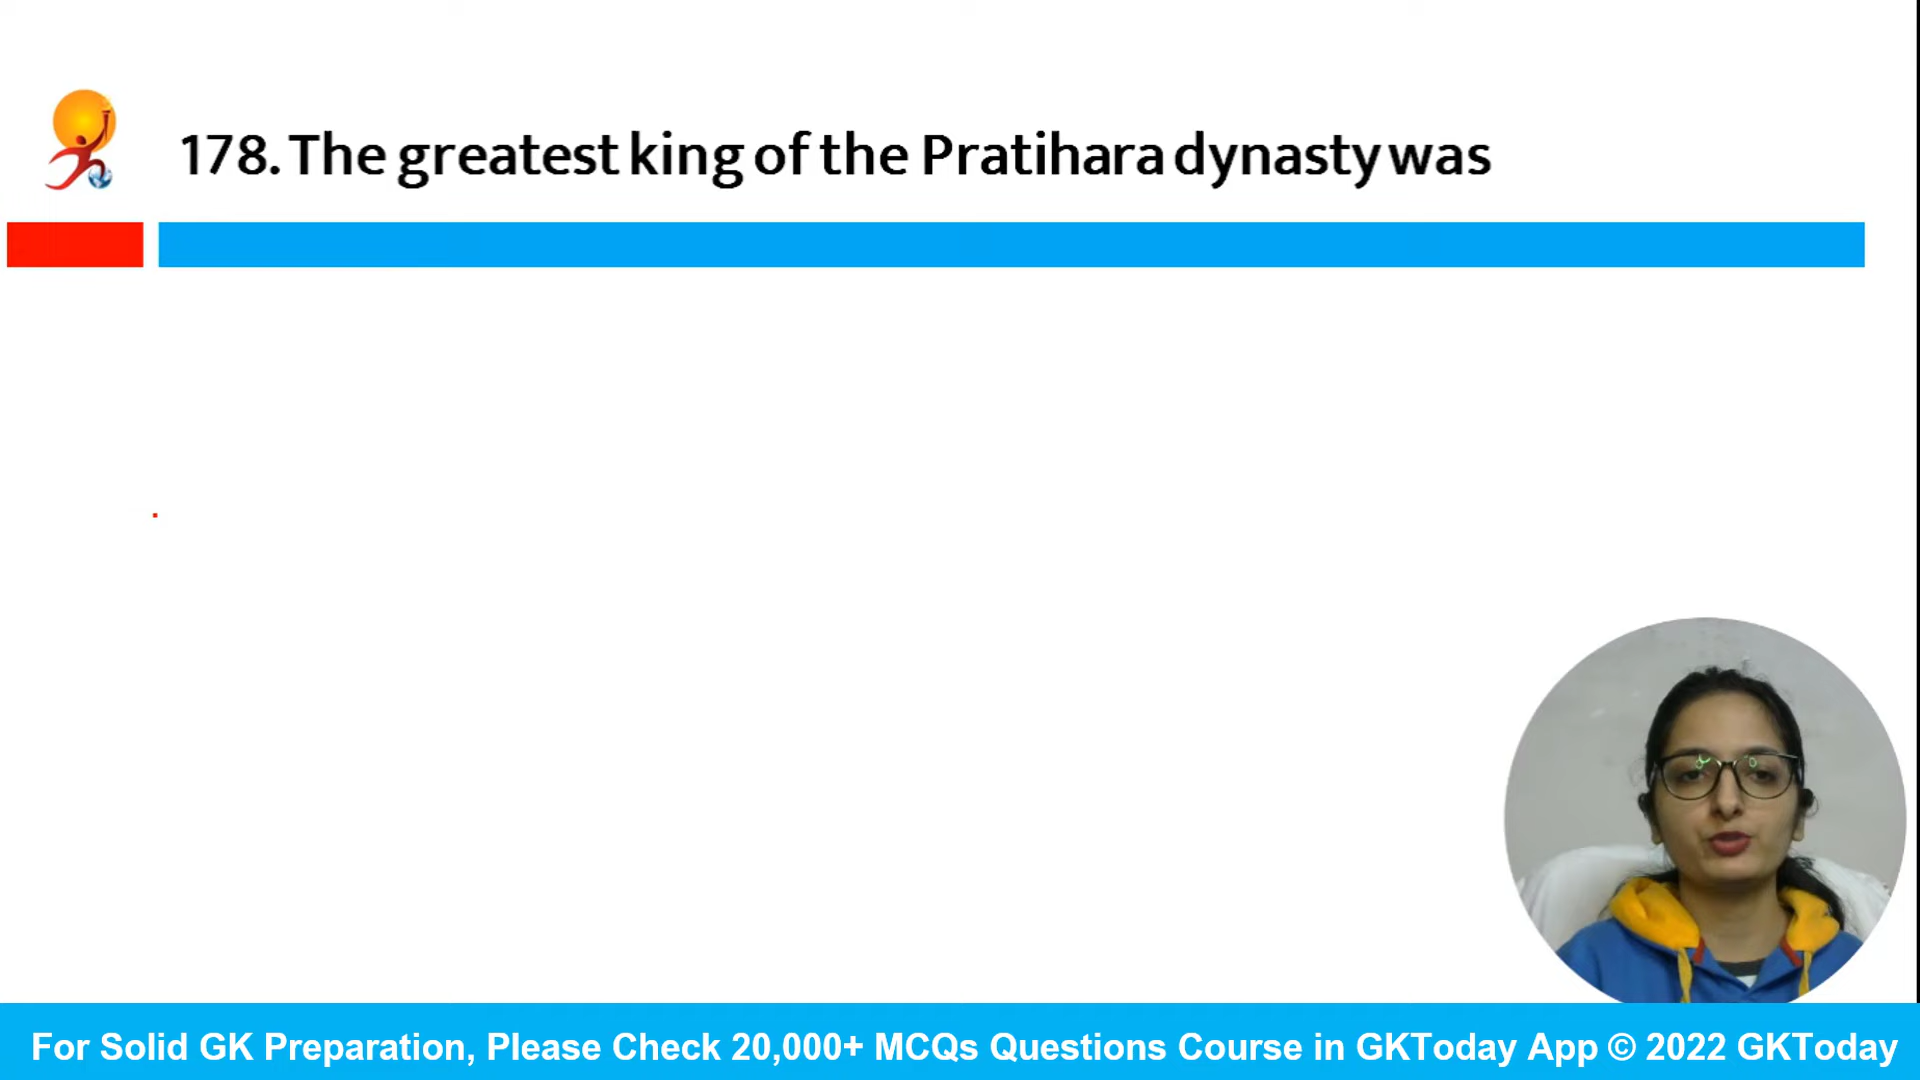 178. The greatest king of the Pratihara dynasty was
For Solid GK Preparation, Please Check 20,000+ MCQs Questions Course in GKToday App © 2022 GKToday